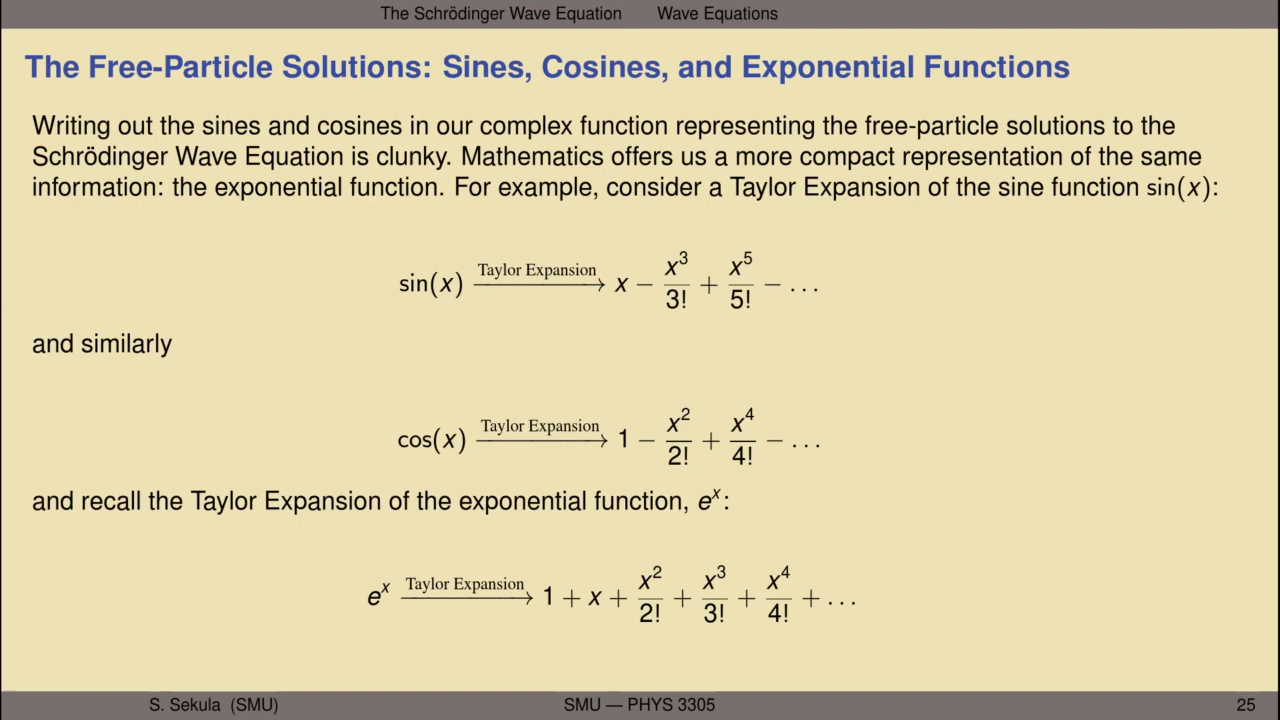 The Schrödinger Wave Equation Wave Equations
The Free-Particle Solutions: Sines, Cosines, and Exponential Functions
Writing out the sines and cosines in our complex function representing the free-particle solutions to the
Schrödinger Wave Equation is clunky. Mathematics offers us a more compact representation of the same
information: the exponential function. For example, consider a Taylor Expansion of the sine function sin(x):
sin(x) Taylor Expansion⟶ x − x³/3! + x⁵/5! − …
and similarly
cos(x) Taylor Expansion⟶ 1 − x²/2! + x⁴/4! − …
and recall the Taylor Expansion of the exponential function, eˣ:
eˣ Taylor Expansion⟶ 1 + x + x²/2! + x³/3! + x⁴/4! + …
S. Sekula (SMU) SMU — PHYS 3305 25